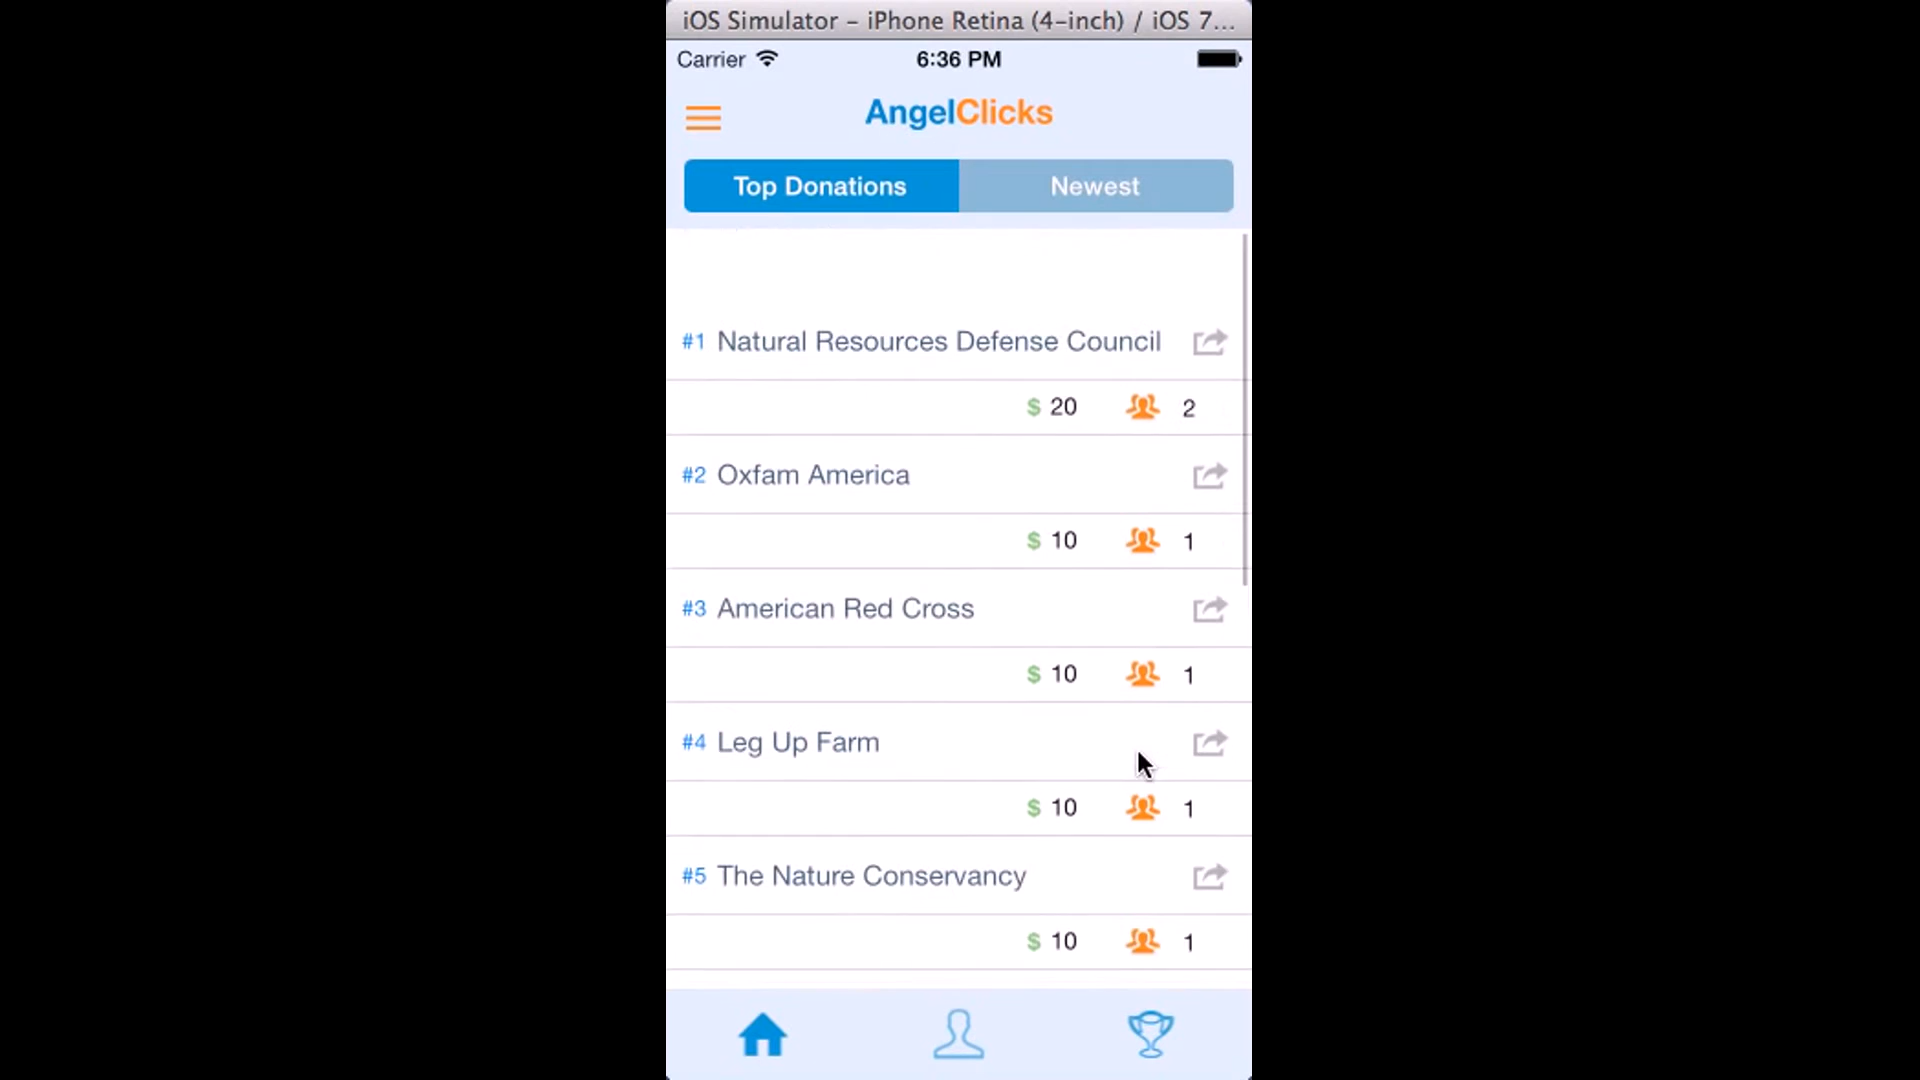 iOS Simulator – iPhone Retina (4-inch) / iOS 7...
Carrier 6:36 PM
AngelClicks
Top Donations Newest
#1 Natural Resources Defense Council
$ 20 2
#2 Oxfam America
$ 10 1
#3 American Red Cross
$ 10 1
#4 Leg Up Farm
$ 10 1
#5 The Nature Conservancy
$ 10 1